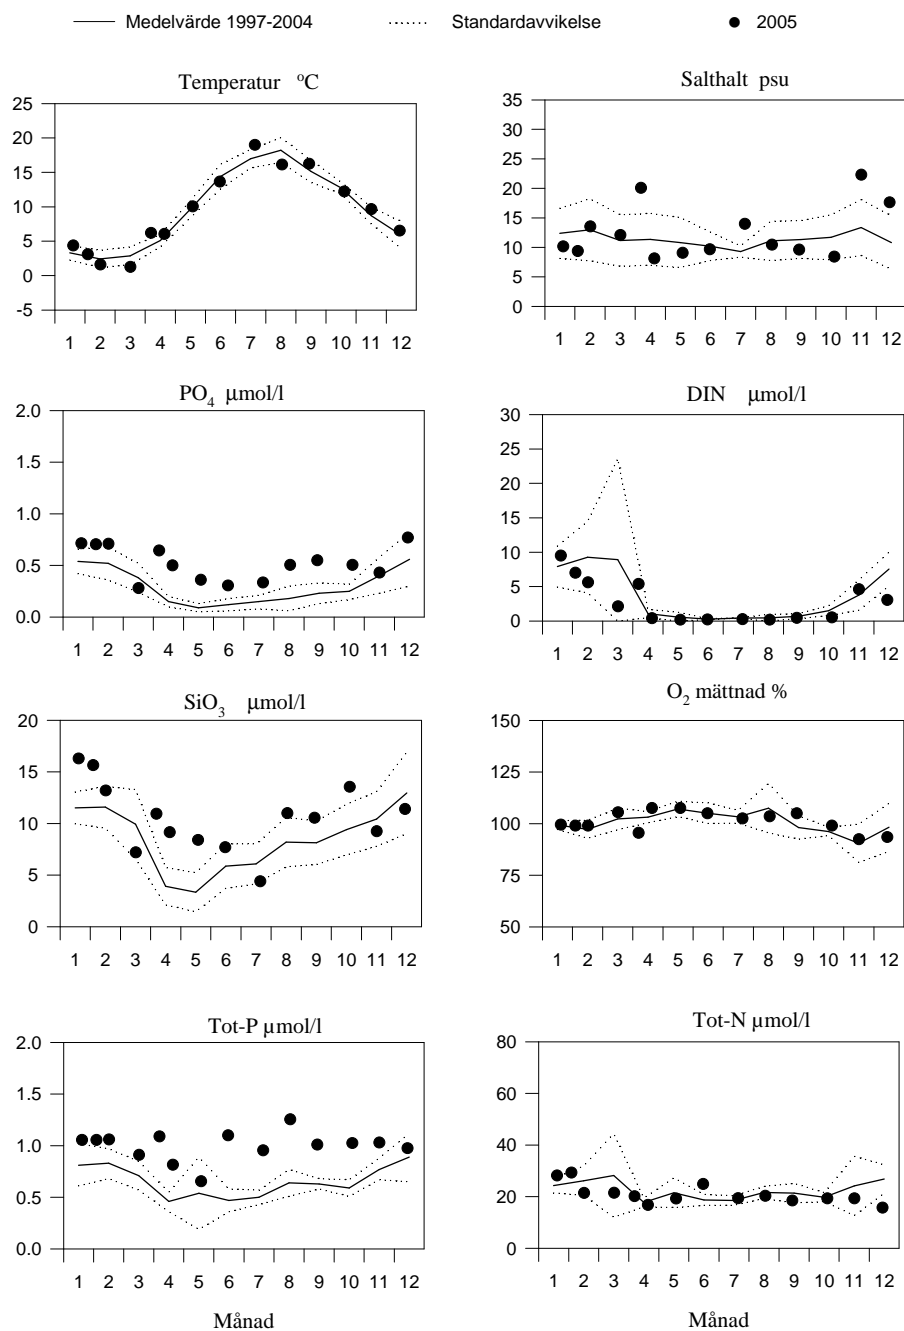 Medelvärde 1997-2004 Standardavvikelse 2005
Temperatur ºC
25
20
15
10
5
0
-5
1 2 3 4 5 6 7 8 9 10 11 12
Salthalt psu
35
30
25
20
15
10
5
0
1 2 3 4 5 6 7 8 9 10 11 12
PO4 µmol/l
2.0
1.5
1.0
0.5
0.0
1 2 3 4 5 6 7 8 9 10 11 12
DIN µmol/l
30
25
20
15
10
5
0
1 2 3 4 5 6 7 8 9 10 11 12
SiO3 µmol/l
20
15
10
5
0
1 2 3 4 5 6 7 8 9 10 11 12
O2 mättnad %
150
125
100
75
50
1 2 3 4 5 6 7 8 9 10 11 12
Tot-P µmol/l
2.0
1.5
1.0
0.5
0.0
1 2 3 4 5 6 7 8 9 10 11 12
Månad
Tot-N µmol/l
80
60
40
20
0
1 2 3 4 5 6 7 8 9 10 11 12
Månad